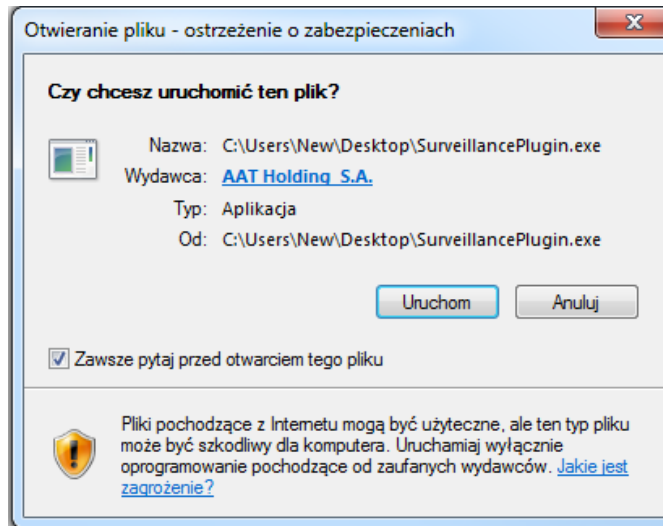 Otwieranie pliku - ostrzeżenie o zabezpieczeniach
Czy chcesz uruchomić ten plik?
Nazwa: C:\Users\New\Desktop\SurveillancePlugin.exe
Wydawca: AAT Holding S.A.
Typ: Aplikacja
Od: C:\Users\New\Desktop\SurveillancePlugin.exe
Uruchom Anuluj
Zawsze pytaj przed otwarciem tego pliku
Pliki pochodzące z Internetu mogą być użyteczne, ale ten typ pliku
może być szkodliwy dla komputera. Uruchamiaj wyłącznie
oprogramowanie pochodzące od zaufanych wydawców. Jakie jest
zagrożenie?